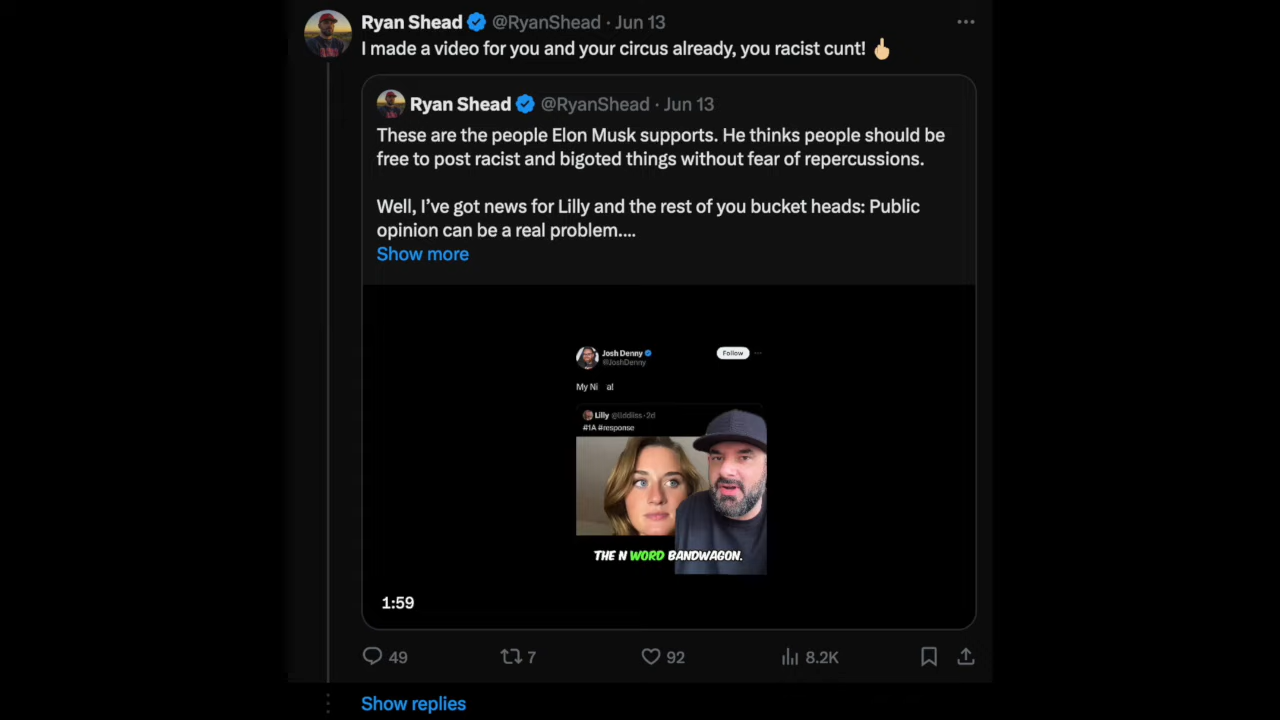 Ryan Shead @RyanShead · Jun 13
I made a video for you and your circus already, you racist cunt! 🖕🏼
Ryan Shead @RyanShead · Jun 13
These are the people Elon Musk supports. He thinks people should be
free to post racist and bigoted things without fear of repercussions.
Well, I've got news for Lilly and the rest of you bucket heads: Public
opinion can be a real problem....
Show more
Josh Denny
@JoshDenny
Follow
My Ni a!
Lilly · 2d
#1A #response
THE N WORD BANDWAGON.
1:59
49 7 92 8.2K
Show replies